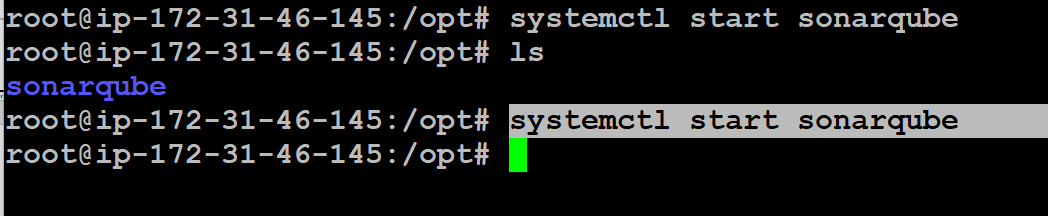 root@ip-172-31-46-145:/opt# systemctl start sonarqube
root@ip-172-31-46-145:/opt# ls
sonarqube
root@ip-172-31-46-145:/opt# systemctl start sonarqube
root@ip-172-31-46-145:/opt#